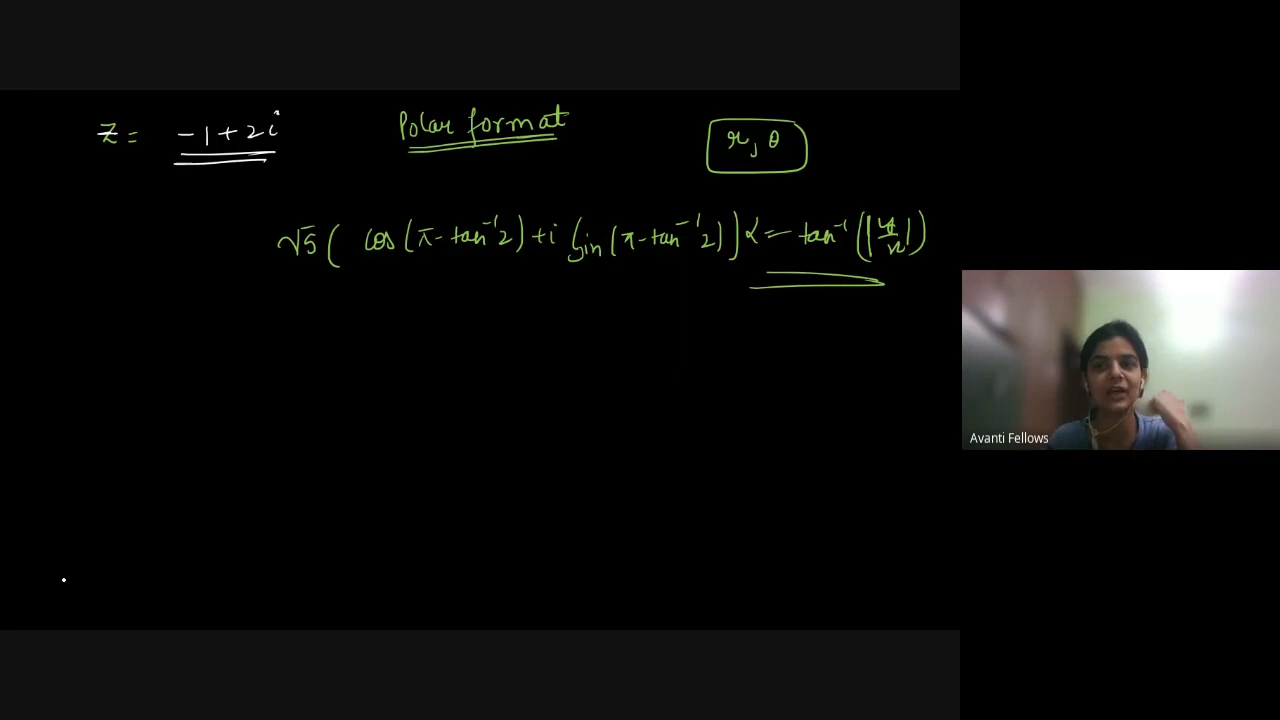 z = -1+2i Polar format r, θ
√5 ( cos(π-tan⁻¹2)+i sin(π-tan⁻¹2)) α = tan⁻¹(|y/x|)
Avanti Fellows